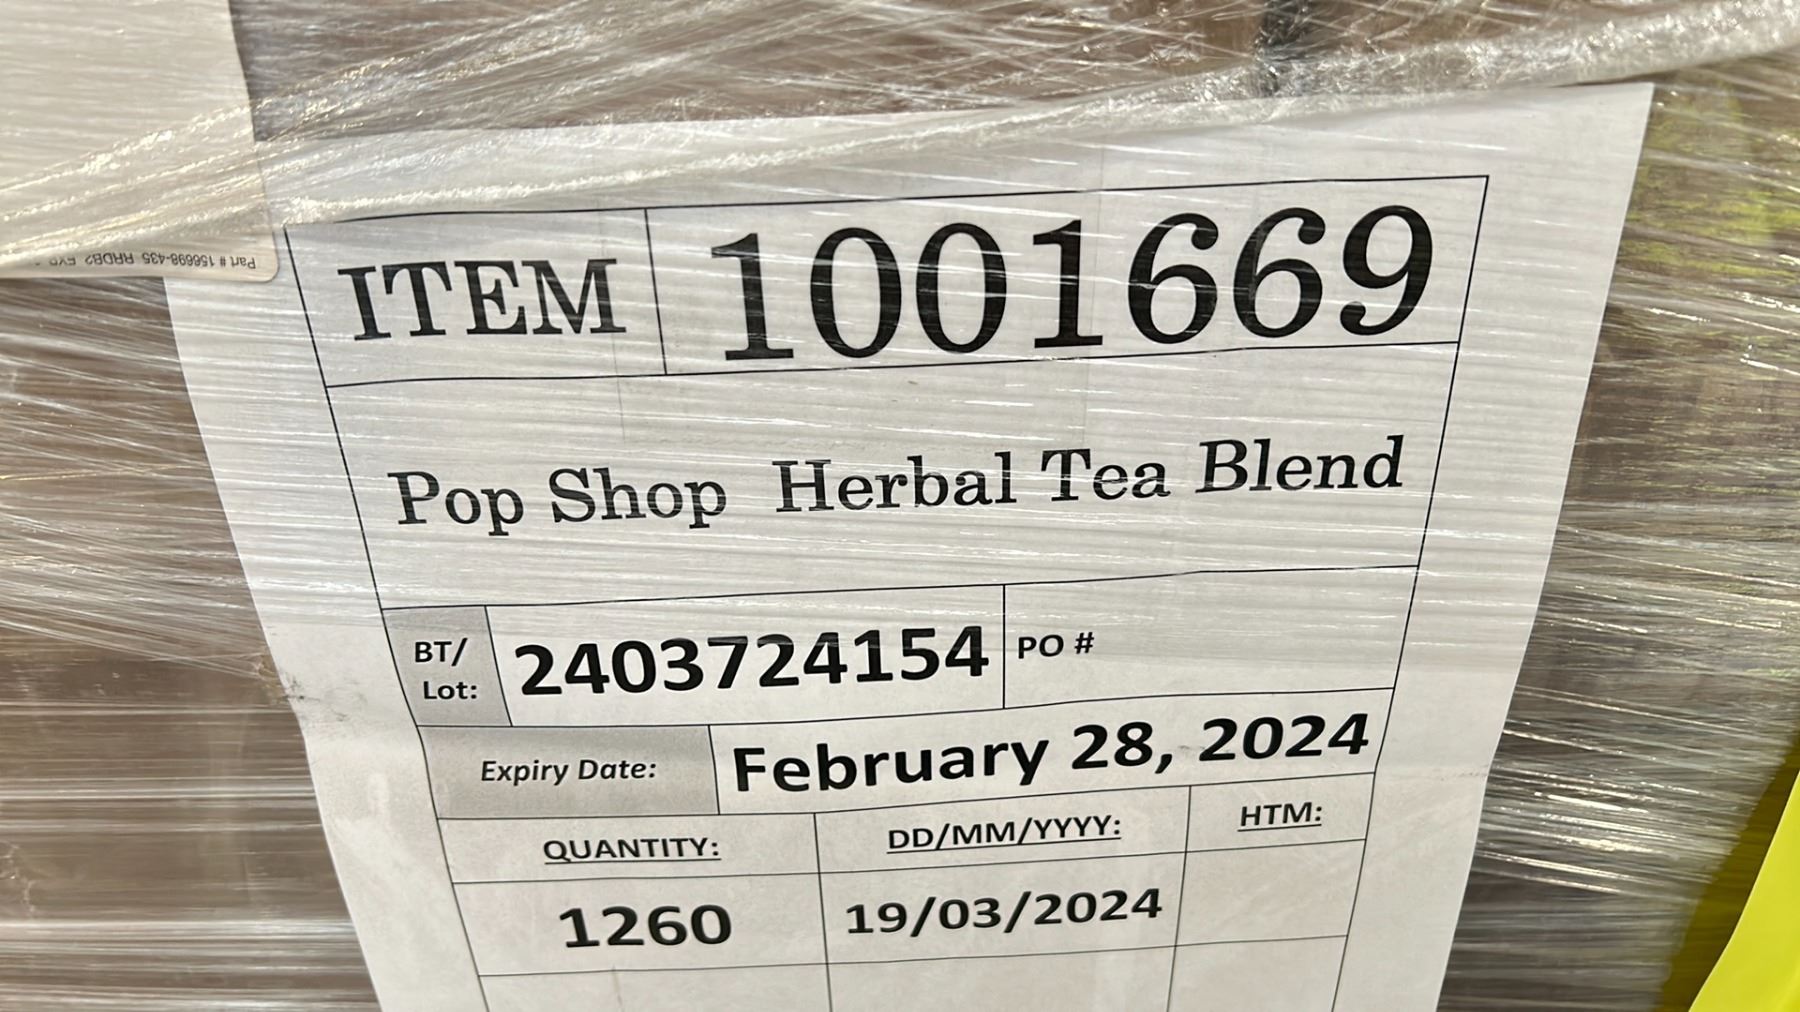 Part # 156698-435 RRDB2
ITEM 1001669
Pop Shop Herbal Tea Blend
BT/
Lot: 2403724154 PO #
Expiry Date: February 28, 2024
QUANTITY: DD/MM/YYYY: HTM:
1260 19/03/2024